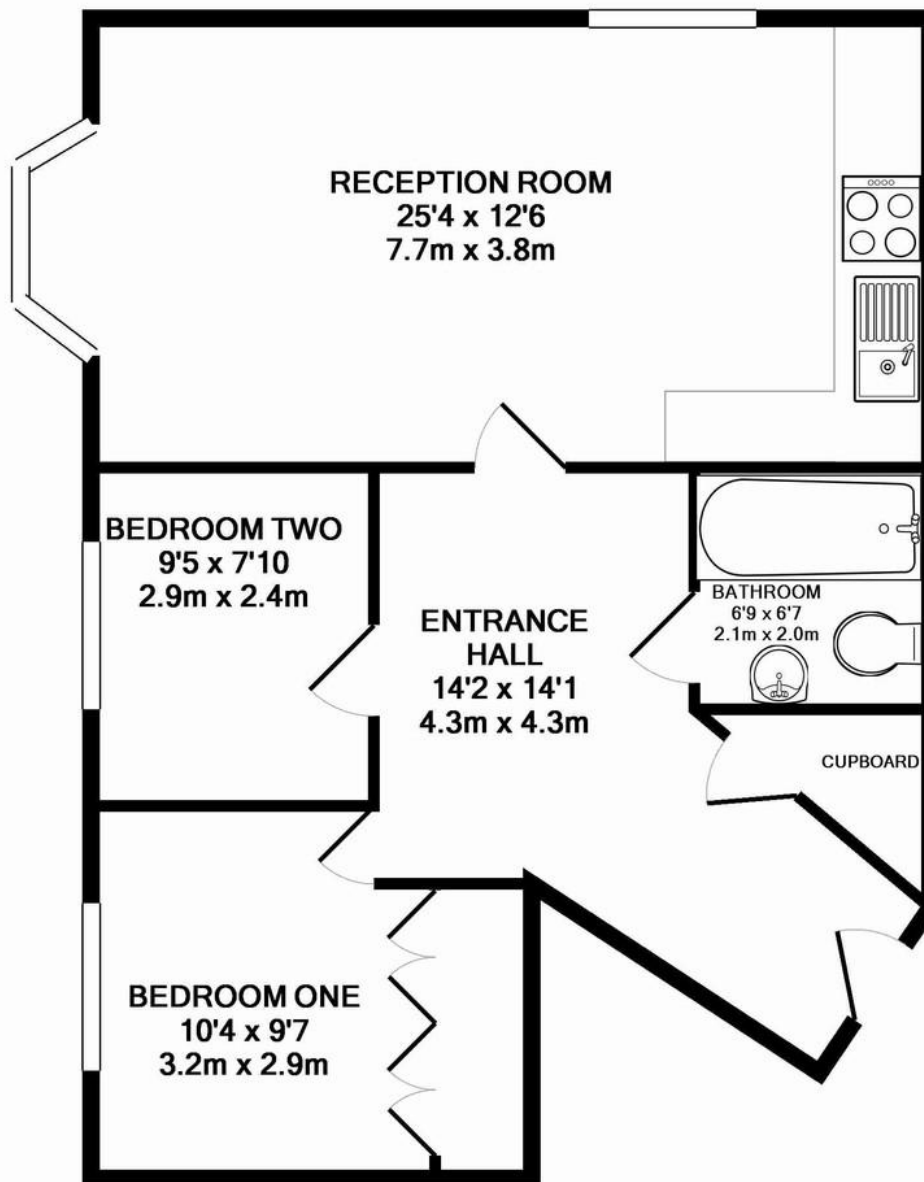 RECEPTION ROOM
25'4 x 12'6
7.7m x 3.8m
BEDROOM TWO
9'5 x 7'10
2.9m x 2.4m
ENTRANCE
HALL
14'2 x 14'1
4.3m x 4.3m
BATHROOM
6'9 x 6'7
2.1m x 2.0m
CUPBOARD
BEDROOM ONE
10'4 x 9'7
3.2m x 2.9m